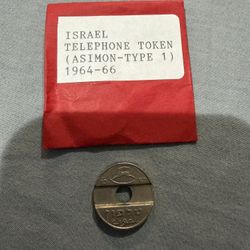 ISRAEL
TELEPHONE TOKEN
(ASIMON-TYPE 1)
1964-66